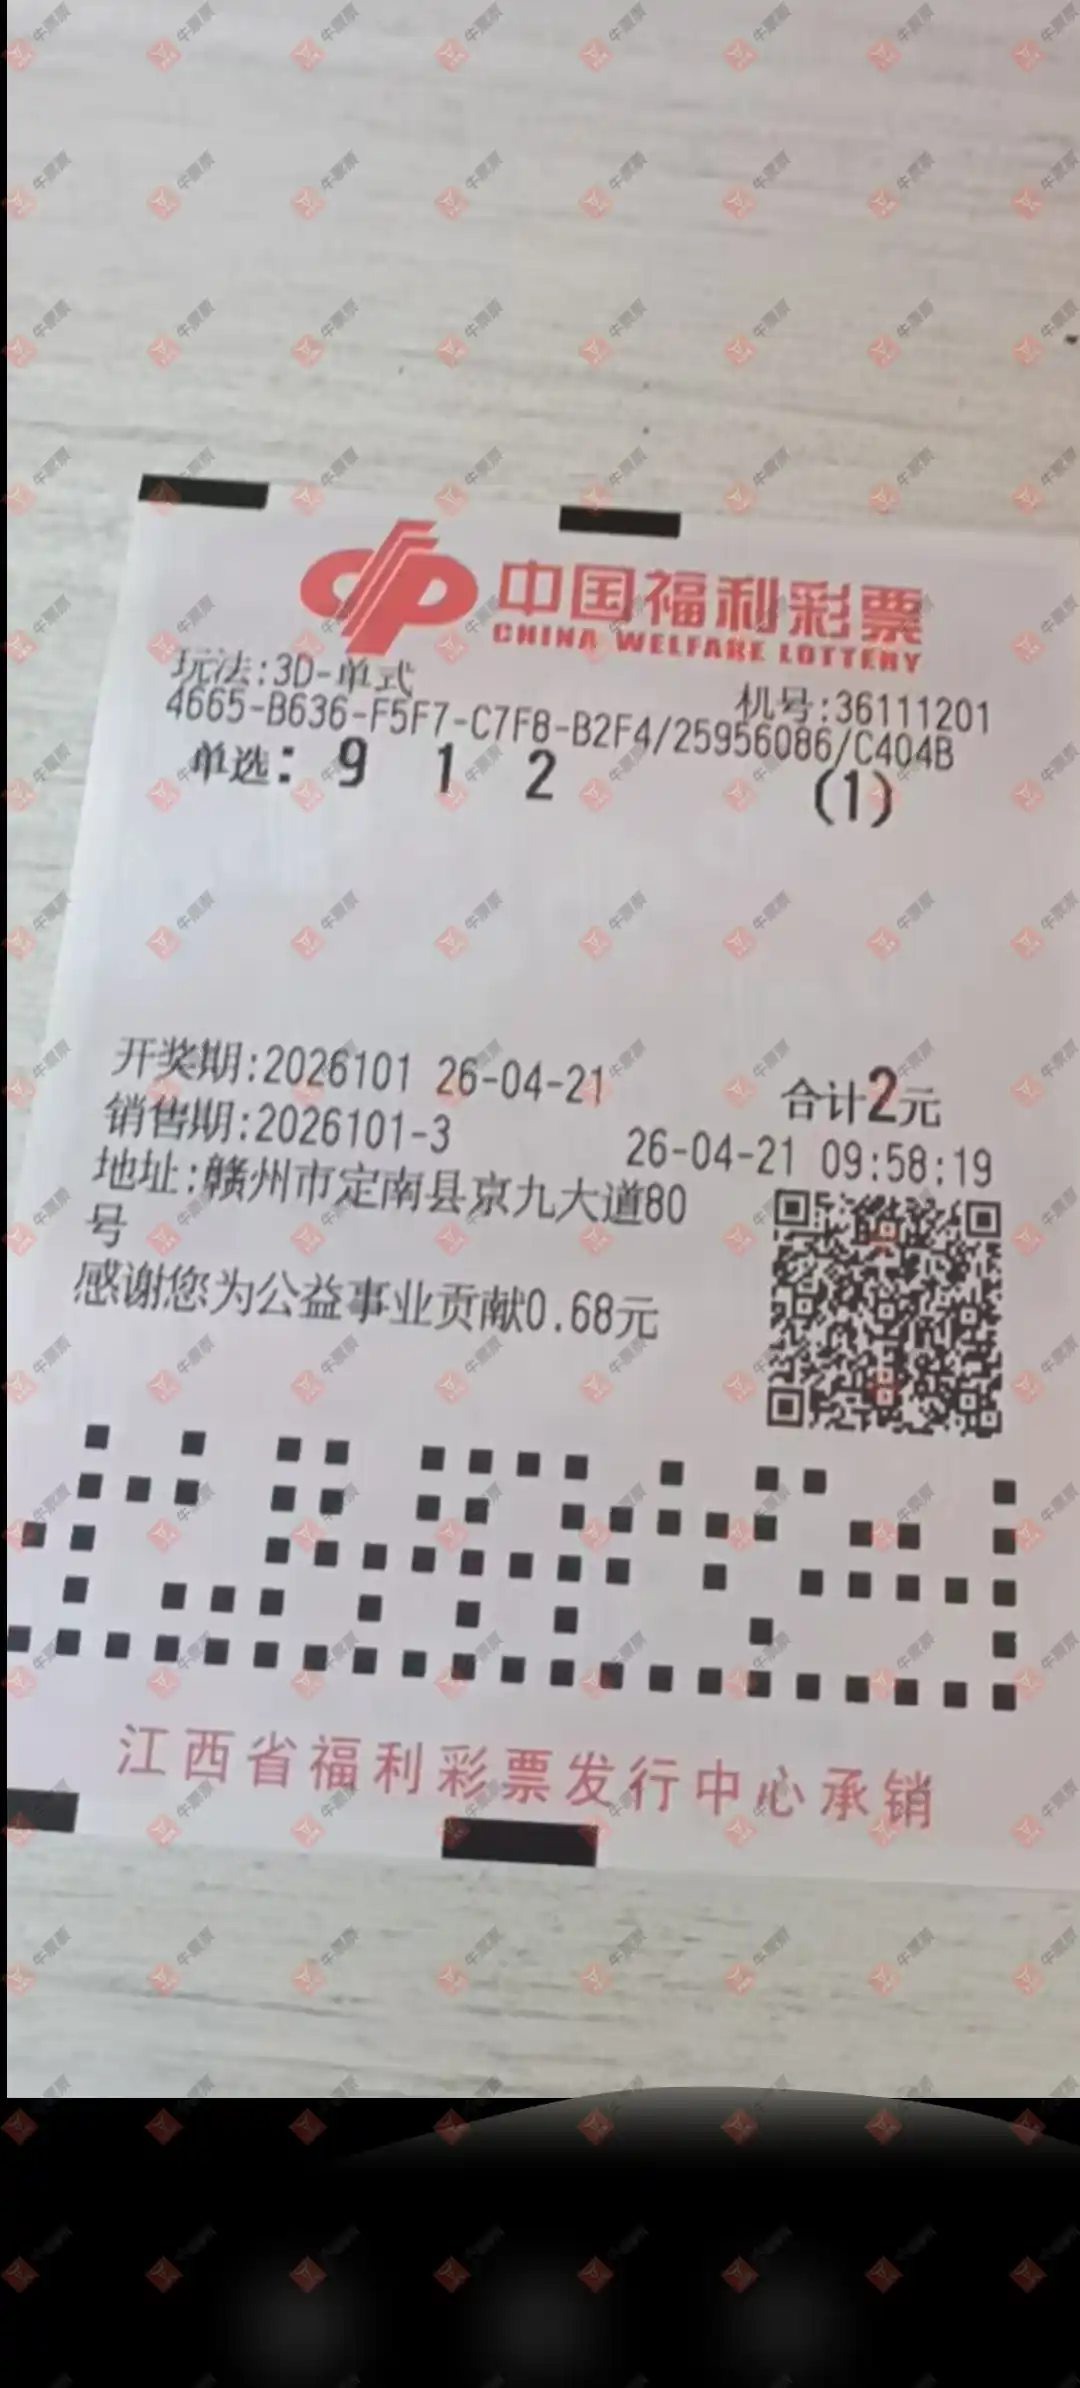 中国福利彩票
CHINA WELFARE LOTTERY
玩法:3D-单式
机号:36111201
4665-B636-F5F7-C7F8-B2F4/25956086/C404B
单选: 9 1 2 (1)
开奖期:2026101 26-04-21
合计2元
销售期:2026101-3
26-04-21 09:58:19
地址:赣州市定南县京九大道80
号
感谢您为公益事业贡献0.68元
江西省福利彩票发行中心承销
牛票票